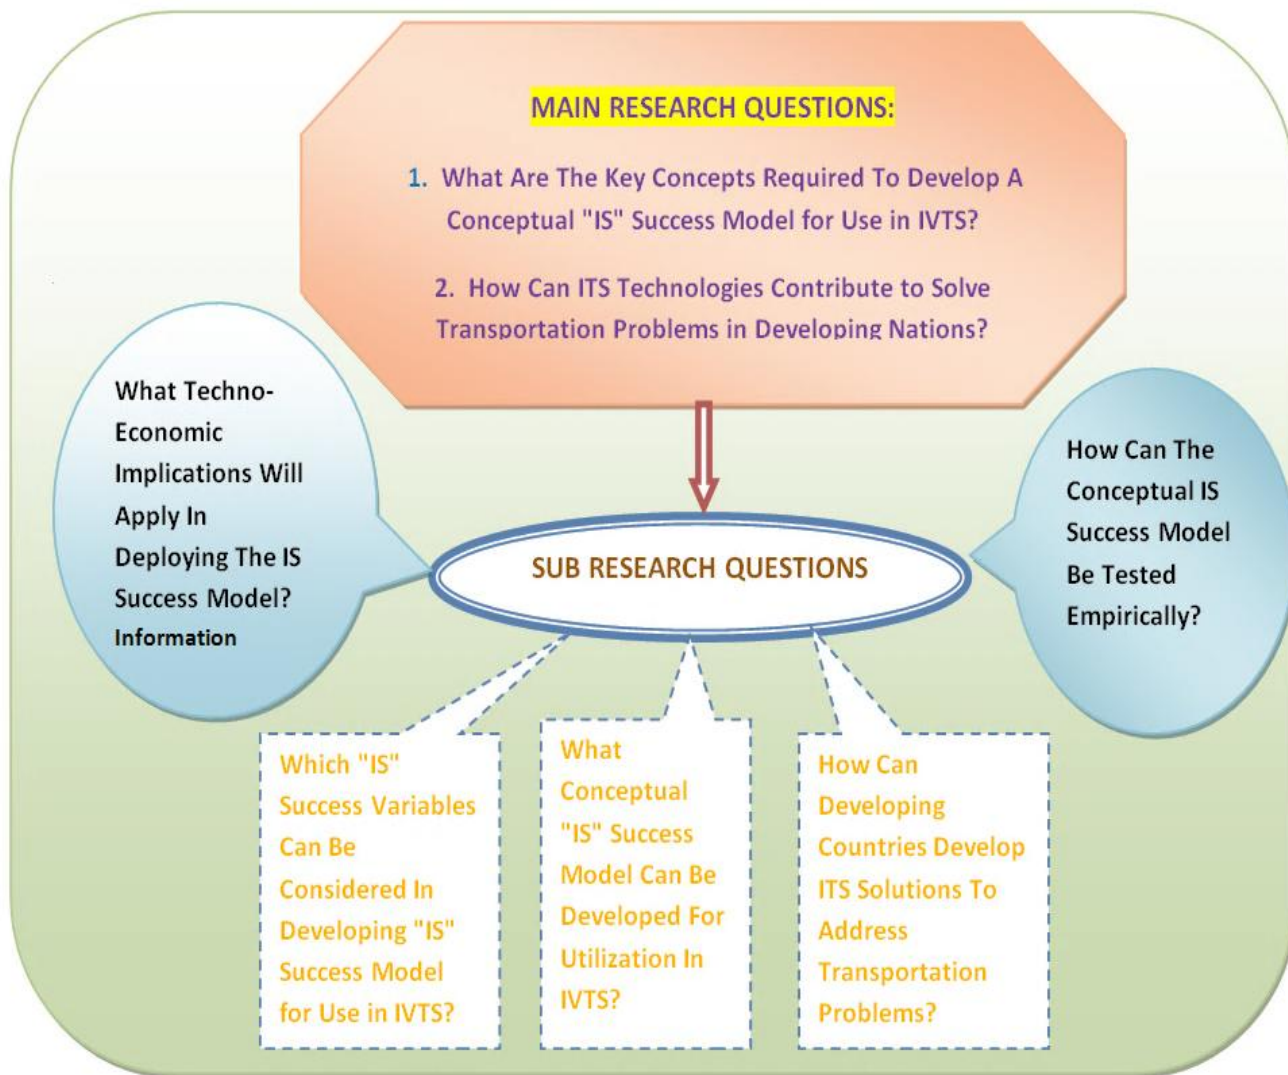 MAIN RESEARCH QUESTIONS:
1. What Are The Key Concepts Required To Develop A
Conceptual "IS" Success Model for Use in IVTS?
2. How Can ITS Technologies Contribute to Solve
Transportation Problems in Developing Nations?
What Techno-
Economic
Implications Will
Apply In
Deploying The IS
Success Model?
Information
How Can The
Conceptual IS
Success Model
Be Tested
Empirically?
SUB RESEARCH QUESTIONS
Which "IS"
Success Variables
Can Be
Considered In
Developing "IS"
Success Model
for Use in IVTS?
What
Conceptual
"IS" Success
Model Can Be
Developed For
Utilization In
IVTS?
How Can
Developing
Countries Develop
ITS Solutions To
Address
Transportation
Problems?